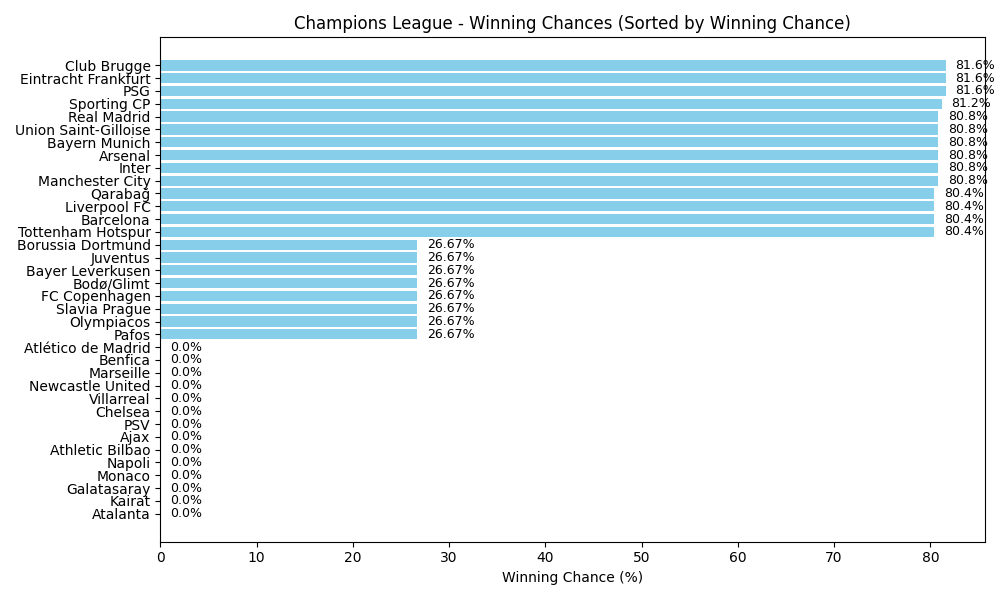 Champions League - Winning Chances (Sorted by Winning Chance)
Club Brugge 81.6%
Eintracht Frankfurt 81.6%
PSG 81.6%
Sporting CP 81.2%
Real Madrid 80.8%
Union Saint-Gilloise 80.8%
Bayern Munich 80.8%
Arsenal 80.8%
Inter 80.8%
Manchester City 80.8%
Qarabağ 80.4%
Liverpool FC 80.4%
Barcelona 80.4%
Tottenham Hotspur 80.4%
Borussia Dortmund 26.67%
Juventus 26.67%
Bayer Leverkusen 26.67%
Bodø/Glimt 26.67%
FC Copenhagen 26.67%
Slavia Prague 26.67%
Olympiacos 26.67%
Pafos 26.67%
Atlético de Madrid 0.0%
Benfica 0.0%
Marseille 0.0%
Newcastle United 0.0%
Villarreal 0.0%
Chelsea 0.0%
PSV 0.0%
Ajax 0.0%
Athletic Bilbao 0.0%
Napoli 0.0%
Monaco 0.0%
Galatasaray 0.0%
Kairat 0.0%
Atalanta 0.0%
0 10 20 30 40 50 60 70 80
Winning Chance (%)